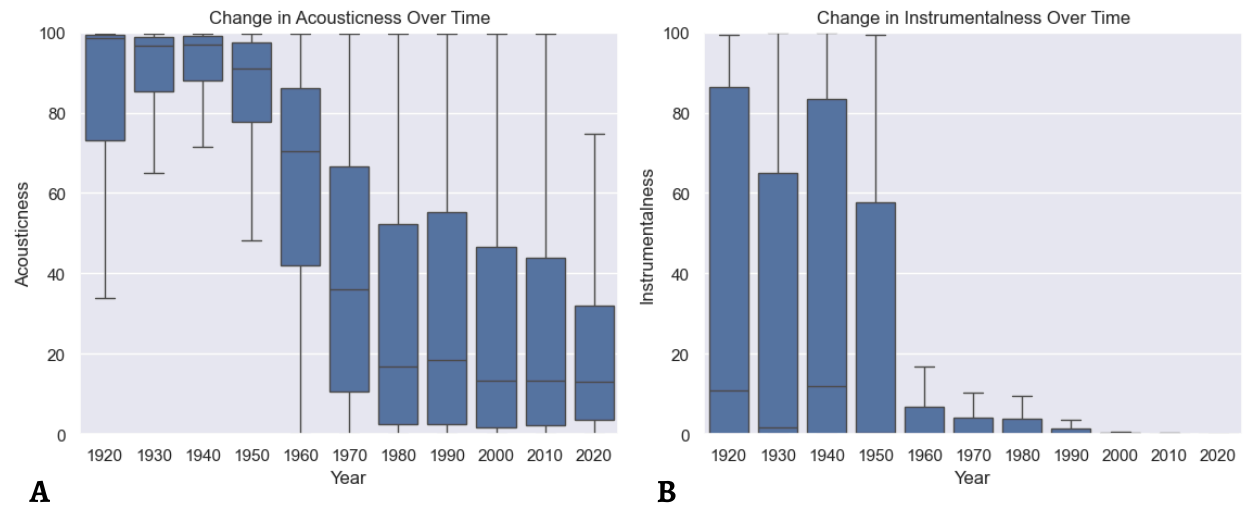 Change in Acousticness Over Time
100
80
60
40
20
0
Acousticness
1920 1930 1940 1950 1960 1970 1980 1990 2000 2010 2020
Year
A
Change in Instrumentalness Over Time
100
80
60
40
20
0
Instrumentalness
1920 1930 1940 1950 1960 1970 1980 1990 2000 2010 2020
Year
B